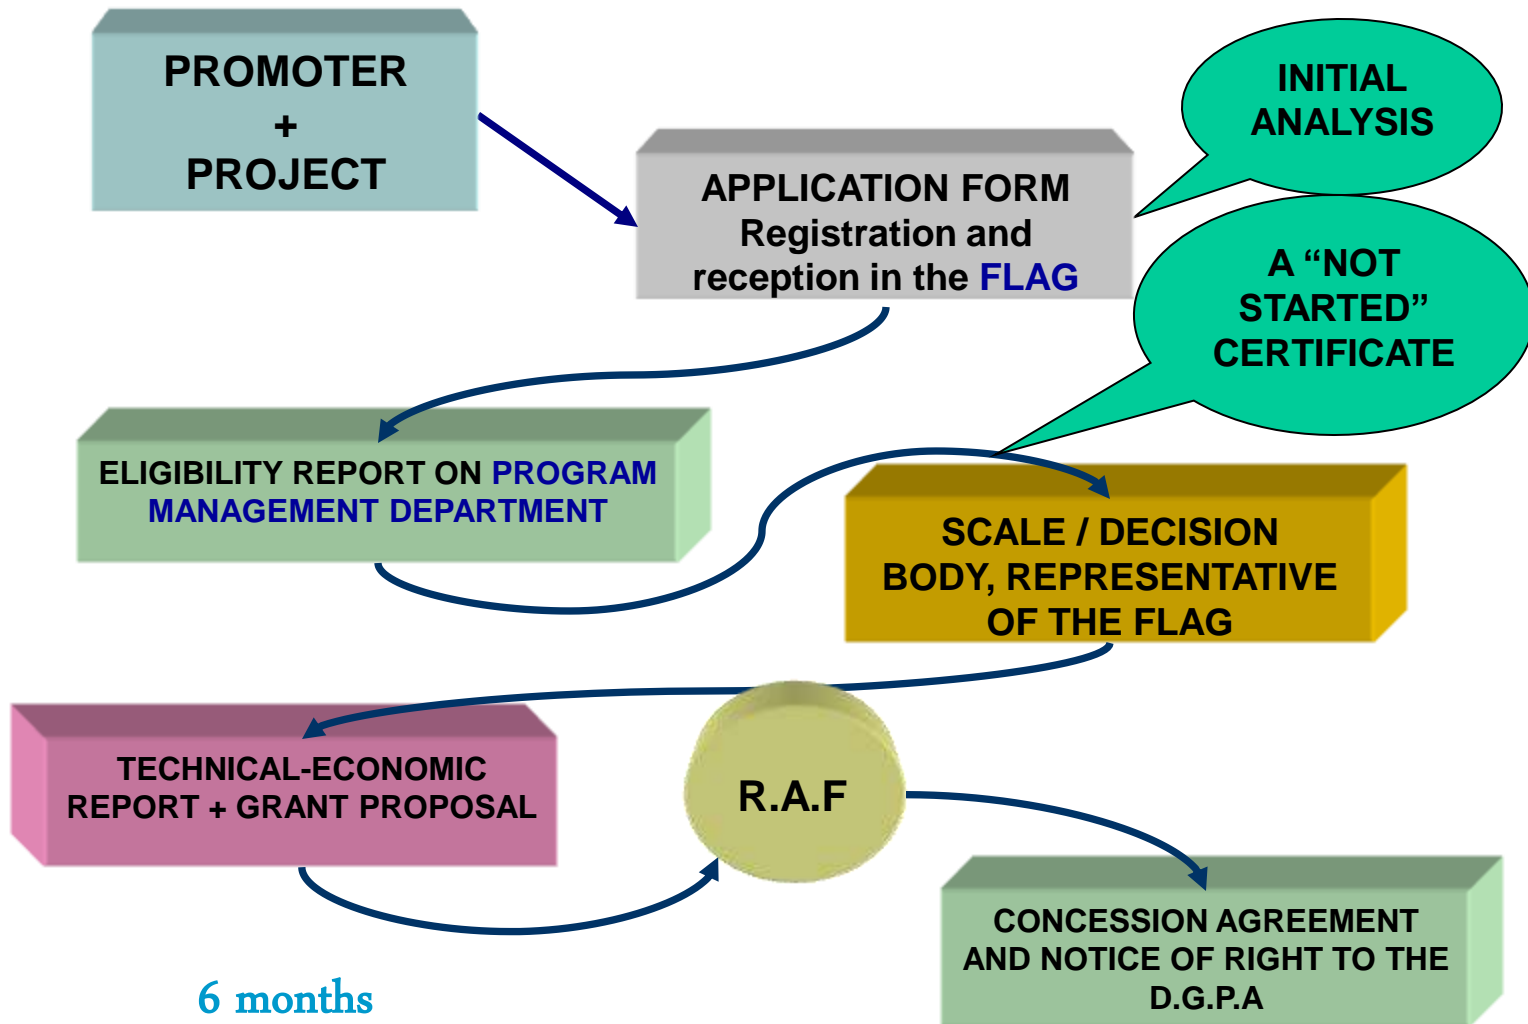 PROMOTER
+
PROJECT
INITIAL
ANALYSIS
APPLICATION FORM
Registration and
reception in the FLAG
A “NOT
STARTED”
CERTIFICATE
ELIGIBILITY REPORT ON PROGRAM
MANAGEMENT DEPARTMENT
SCALE / DECISION
BODY, REPRESENTATIVE
OF THE FLAG
TECHNICAL-ECONOMIC
REPORT + GRANT PROPOSAL
R.A.F
CONCESSION AGREEMENT
AND NOTICE OF RIGHT TO THE
D.G.P.A
6 months